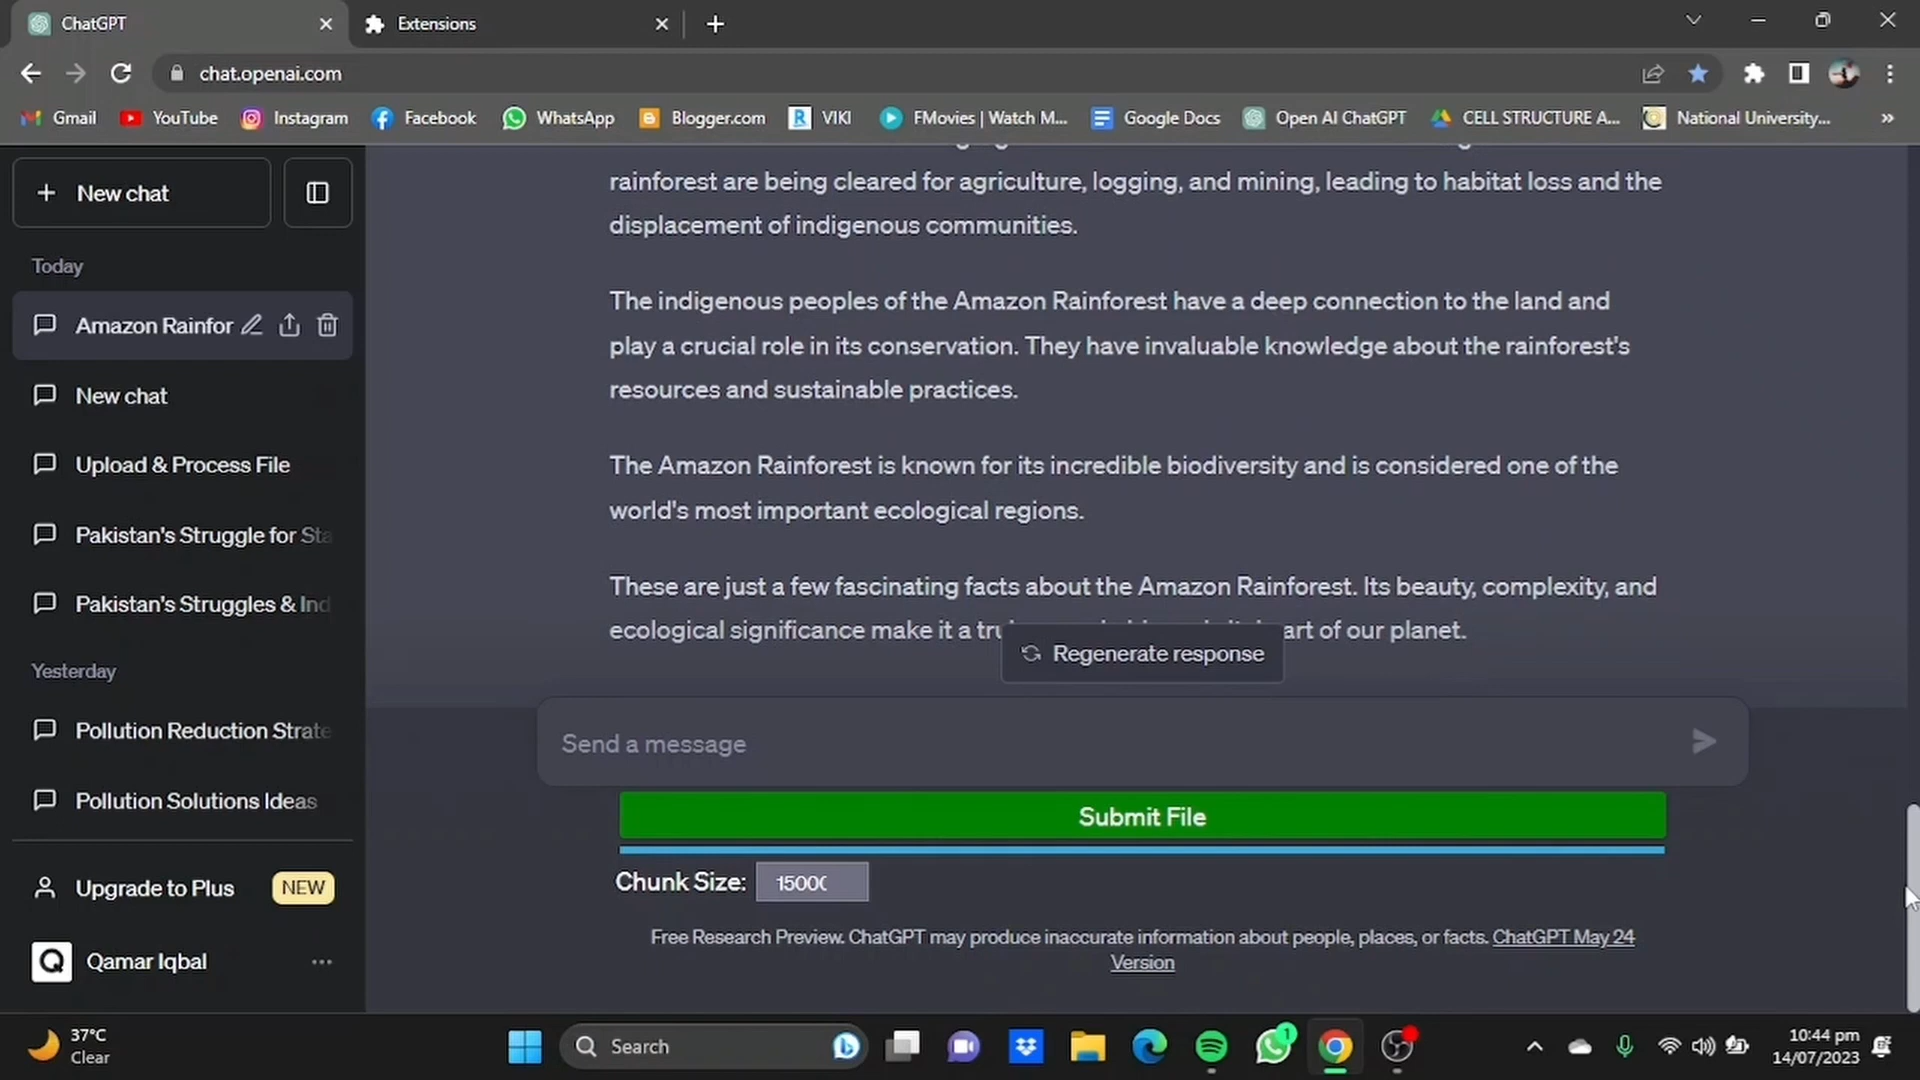 ChatGPT
Extensions
chat.openai.com
Gmail
YouTube
Instagram
Facebook
WhatsApp
Blogger.com
VIKI
FMovies | Watch M...
Google Docs
Open AI ChatGPT
CELL STRUCTURE A...
National University...
»
+ New chat
Today
Amazon Rainfor
New chat
Upload & Process File
Pakistan's Struggle for Sta
Pakistan's Struggles & Ind
Yesterday
Pollution Reduction Strate
Pollution Solutions Ideas
Upgrade to Plus NEW
Q Qamar Iqbal ...
rainforest are being cleared for agriculture, logging, and mining, leading to habitat loss and the
displacement of indigenous communities.
The indigenous peoples of the Amazon Rainforest have a deep connection to the land and
play a crucial role in its conservation. They have invaluable knowledge about the rainforest's
resources and sustainable practices.
The Amazon Rainforest is known for its incredible biodiversity and is considered one of the
world's most important ecological regions.
These are just a few fascinating facts about the Amazon Rainforest. Its beauty, complexity, and
ecological significance make it a art of our planet.
Regenerate response
Send a message
Submit File
Chunk Size: 1500
Free Research Preview. ChatGPT may produce inaccurate information about people, places, or facts. ChatGPT May 24
Version
37°C
Clear
Search
1
10:44 pm
14/07/2023